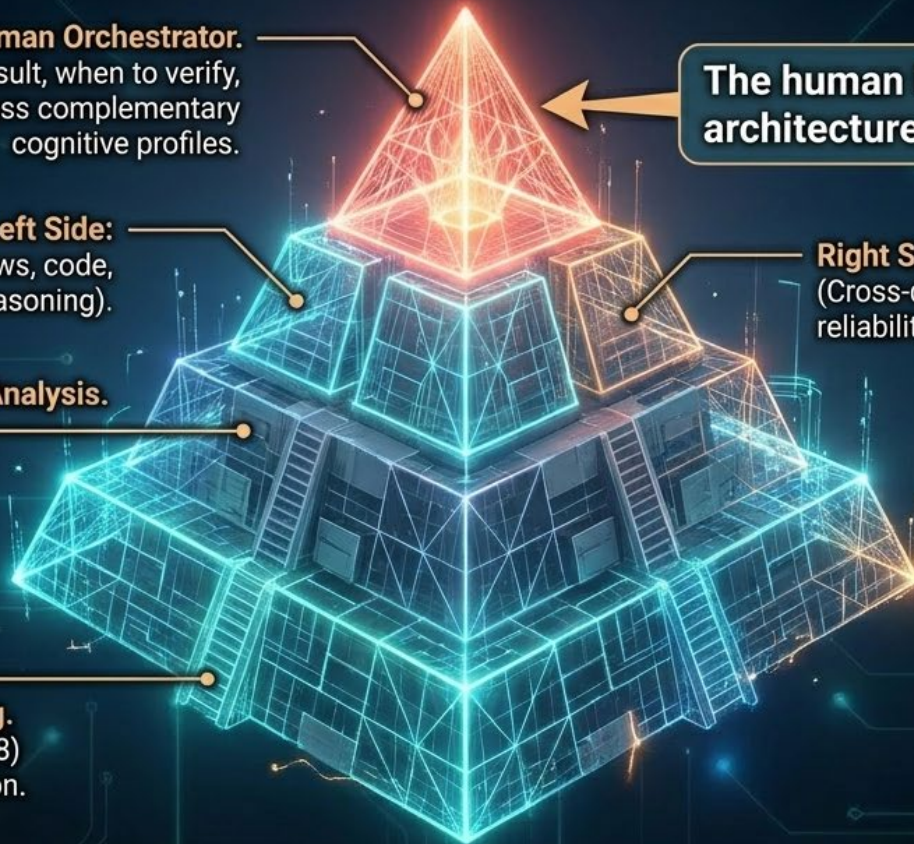 man Orchestrator.
sult, when to verify,
ss complementary
cognitive profiles.
The human
architecture
eft Side:
ws, code,
asoning).
Right S
(Cross-
reliabilit
Analysis.
g.
8)
on.